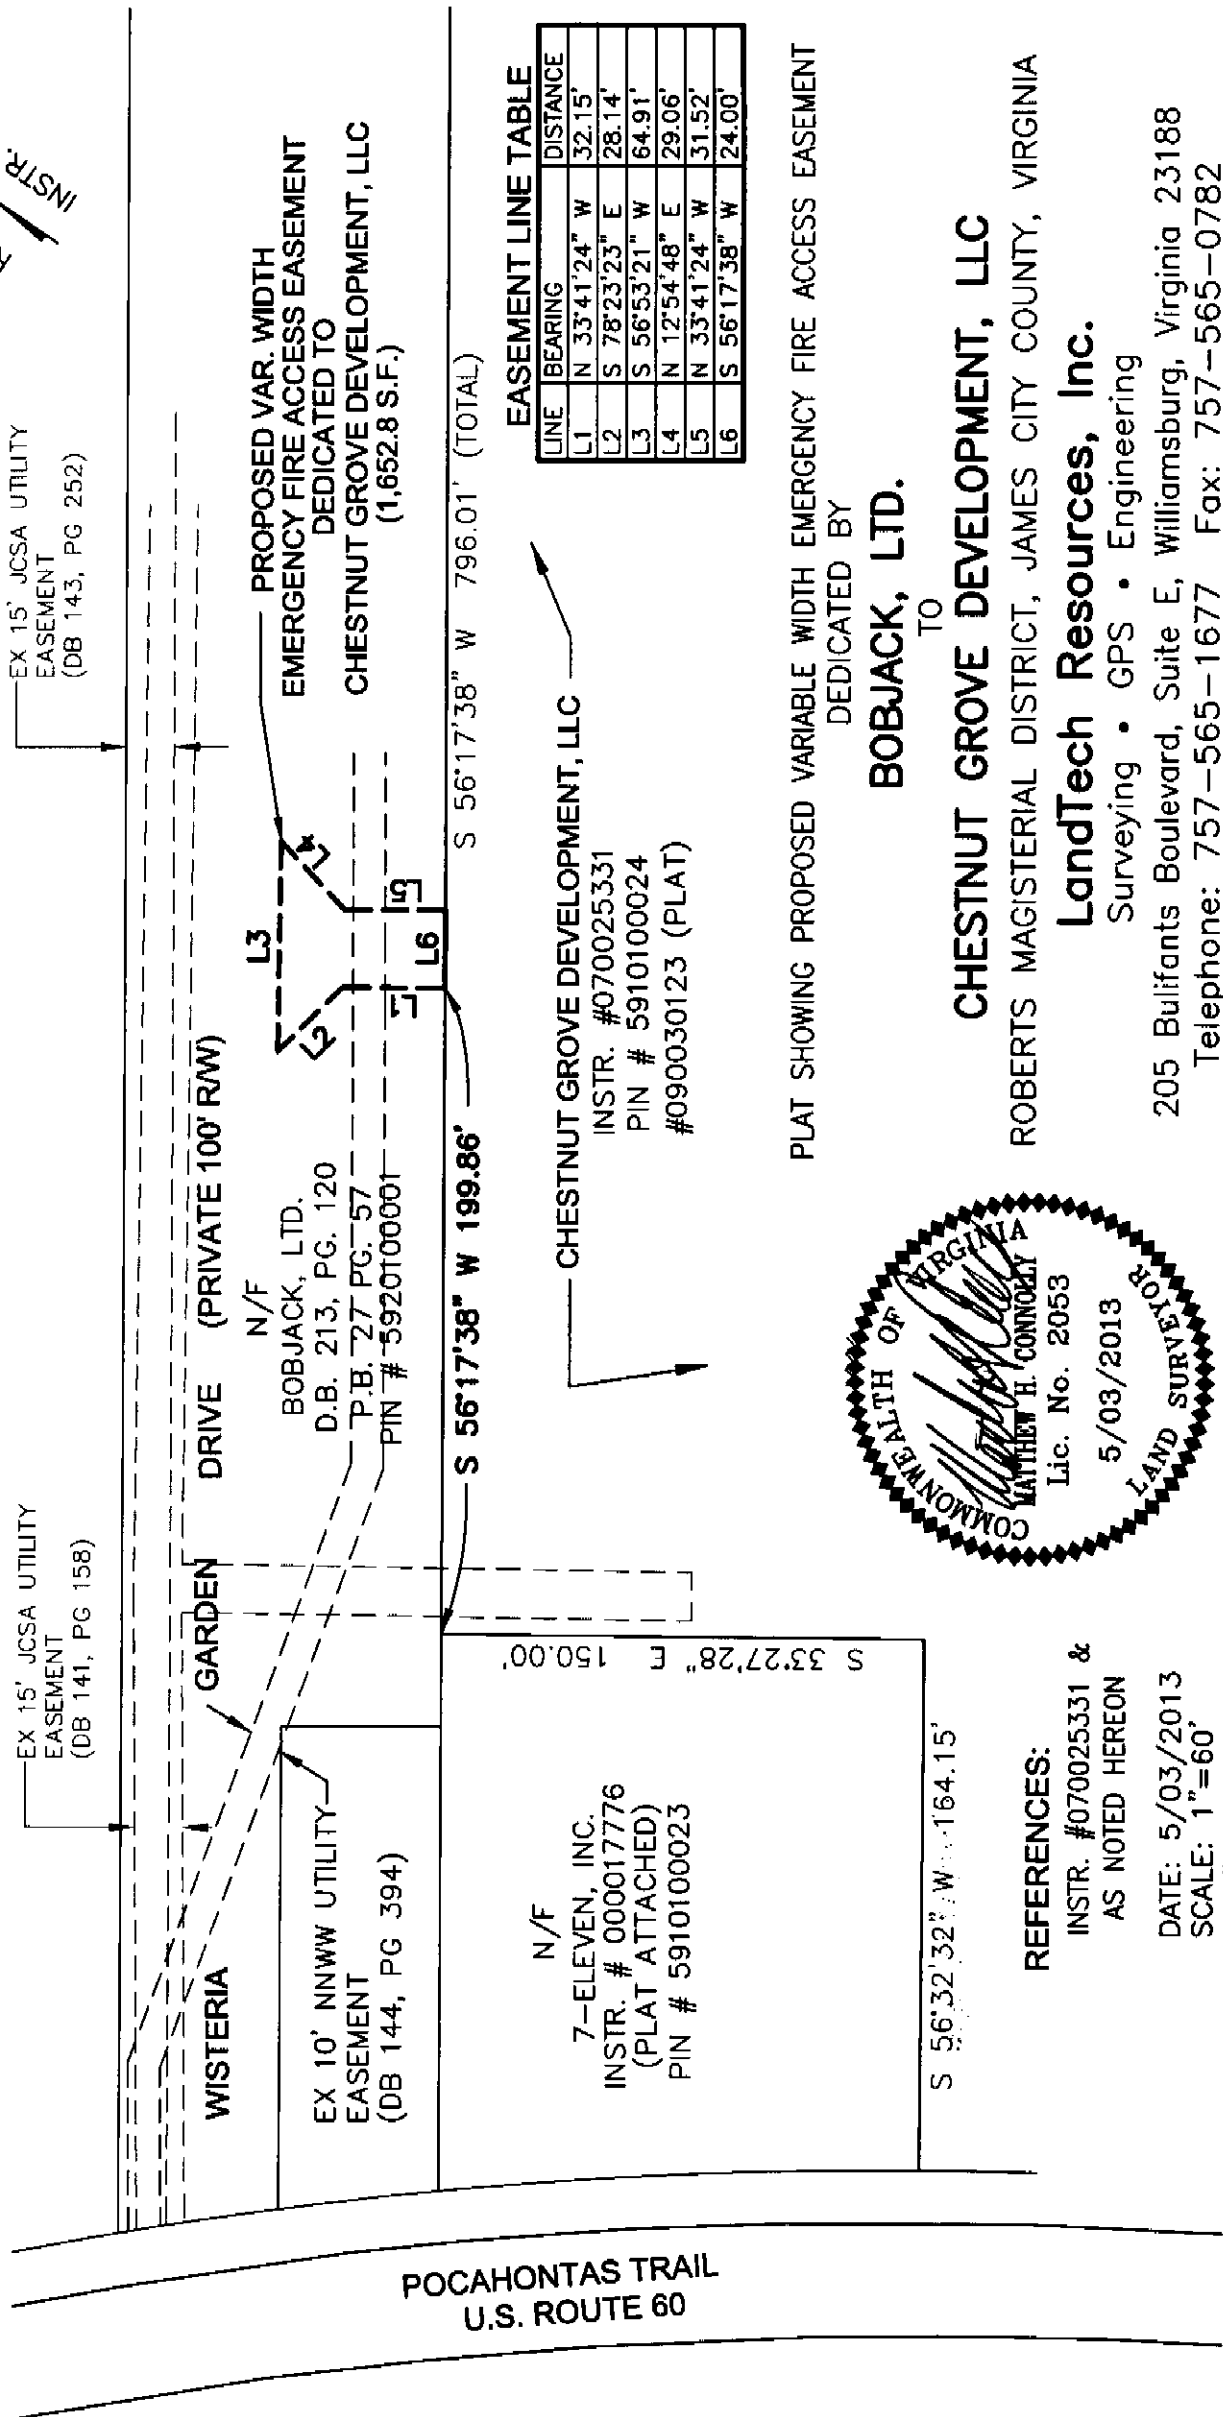 INSTR.
EX 15' JCSA UTILITY
EASEMENT
(DB 141, PG 158)
EX 15' JCSA UTILITY
EASEMENT
(DB 143, PG 252)
WISTERIA GARDEN DRIVE (PRIVATE 100' R/W)
PROPOSED VAR. WIDTH
EMERGENCY FIRE ACCESS EASEMENT
DEDICATED TO
CHESTNUT GROVE DEVELOPMENT, LLC
(1,652.8 S.F.)
L3
L2
L4
L1
L5
L6
N/F
BOBJACK, LTD.
D.B. 213, PG. 120
P.B. 27 PG. 57
PIN # 5920100001
EX 10' NNWW UTILITY
EASEMENT
(DB 144, PG 394)
S 56°17'38" W 199.86'
S 56°17'38" W 796.01' (TOTAL)
N/F
7-ELEVEN, INC.
INSTR. # 000017776
(PLAT ATTACHED)
PIN # 5910100023
S 33°27'28" E 150.00'
S 56°32'32" W 164.15'
CHESTNUT GROVE DEVELOPMENT, LLC
INSTR. #070025331
PIN # 5910100024
#090030123 (PLAT)
EASEMENT LINE TABLE
LINE BEARING DISTANCE
L1 N 33°41'24" W 32.15'
L2 S 78°23'23" E 28.14'
L3 S 56°53'21" W 64.91'
L4 N 12°54'48" E 29.06'
L5 N 33°41'24" W 31.52'
L6 S 56°17'38" W 24.00'
POCAHONTAS TRAIL
U.S. ROUTE 60
REFERENCES:
INSTR. #070025331 &
AS NOTED HEREON
DATE: 5/03/2013
SCALE: 1"=60'
COMMONWEALTH OF VIRGINIA
MATTHEW H. CONNOLLY
Lic. No. 2053
5/03/2013
LAND SURVEYOR
PLAT SHOWING PROPOSED VARIABLE WIDTH EMERGENCY FIRE ACCESS EASEMENT
DEDICATED BY
BOBJACK, LTD.
TO
CHESTNUT GROVE DEVELOPMENT, LLC
ROBERTS MAGISTERIAL DISTRICT, JAMES CITY COUNTY, VIRGINIA
LandTech Resources, Inc.
Surveying • GPS • Engineering
205 Bulifants Boulevard, Suite E, Williamsburg, Virginia 23188
Telephone: 757-565-1677 Fax: 757-565-0782